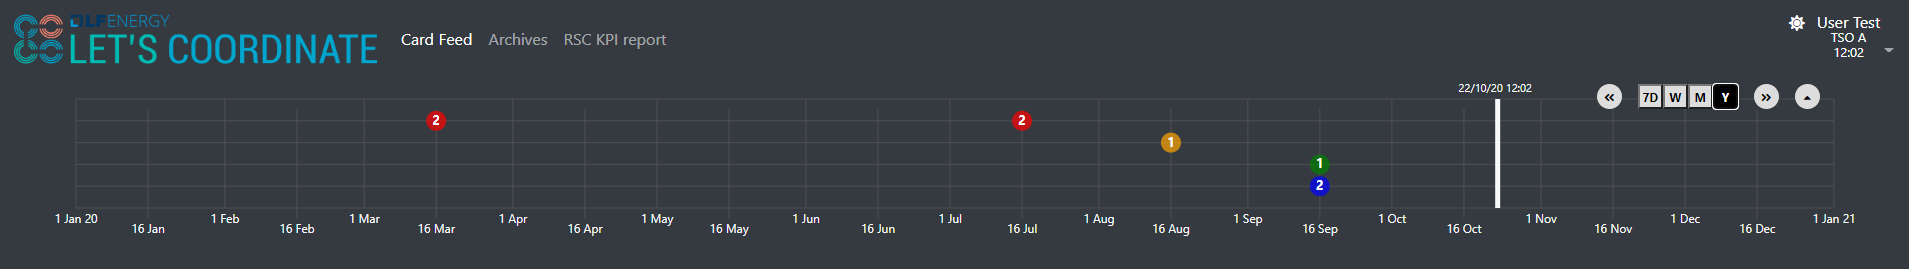 LF ENERGY
LET'S COORDINATE
Card Feed Archives RSC KPI report
User Test
TSO A
12:02
22/10/20 12:02
7D W M Y
2 2
1
1
2
1 Jan 20 1 Feb 1 Mar 1 Apr 1 May 1 Jun 1 Jul 1 Aug 1 Sep 1 Oct 1 Nov 1 Dec 1 Jan 21
16 Jan 16 Feb 16 Mar 16 Apr 16 May 16 Jun 16 Jul 16 Aug 16 Sep 16 Oct 16 Nov 16 Dec